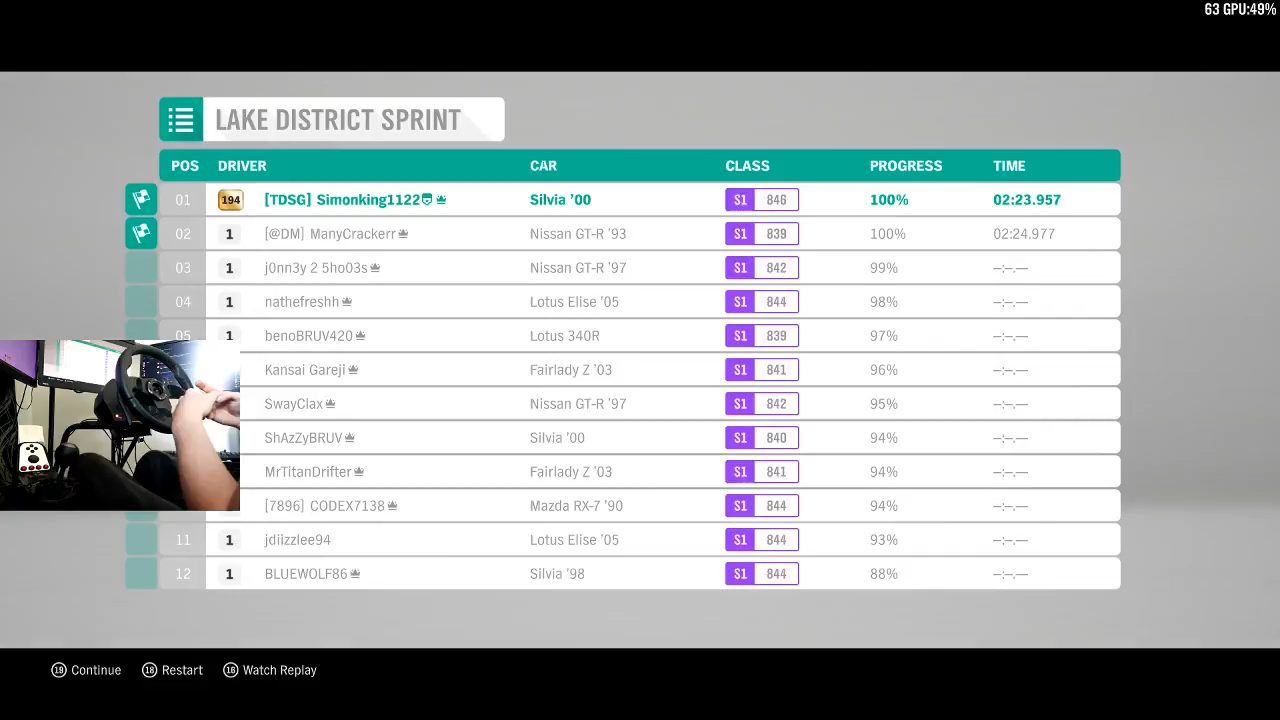 63 GPU:49%
LAKE DISTRICT SPRINT
POS DRIVER CAR CLASS PROGRESS TIME
01 194 [TDSG] Simonking1122 Silvia '00 S1 846 100% 02:23.957
02 1 [@DM] ManyCrackerr Nissan GT-R '93 S1 839 100% 02:24.977
03 1 j0nn3y 2 5ho03s Nissan GT-R '97 S1 842 99% --:--.---
04 1 nathefreshh Lotus Elise '05 S1 844 98% --:--.---
05 1 benoBRUV420 Lotus 340R S1 839 97% --:--.---
Kansai Gareji Fairlady Z '03 S1 841 96% --:--.---
SwayClax Nissan GT-R '97 S1 842 95% --:--.---
ShAzZyBRUV Silvia '00 S1 840 94% --:--.---
MrTitanDrifter Fairlady Z '03 S1 841 94% --:--.---
[7896] CODEX7138 Mazda RX-7 '90 S1 844 94% --:--.---
11 1 jdiizzlee94 Lotus Elise '05 S1 844 93% --:--.---
12 1 BLUEWOLF86 Silvia '98 S1 844 88% --:--.---
19 Continue 18 Restart 16 Watch Replay